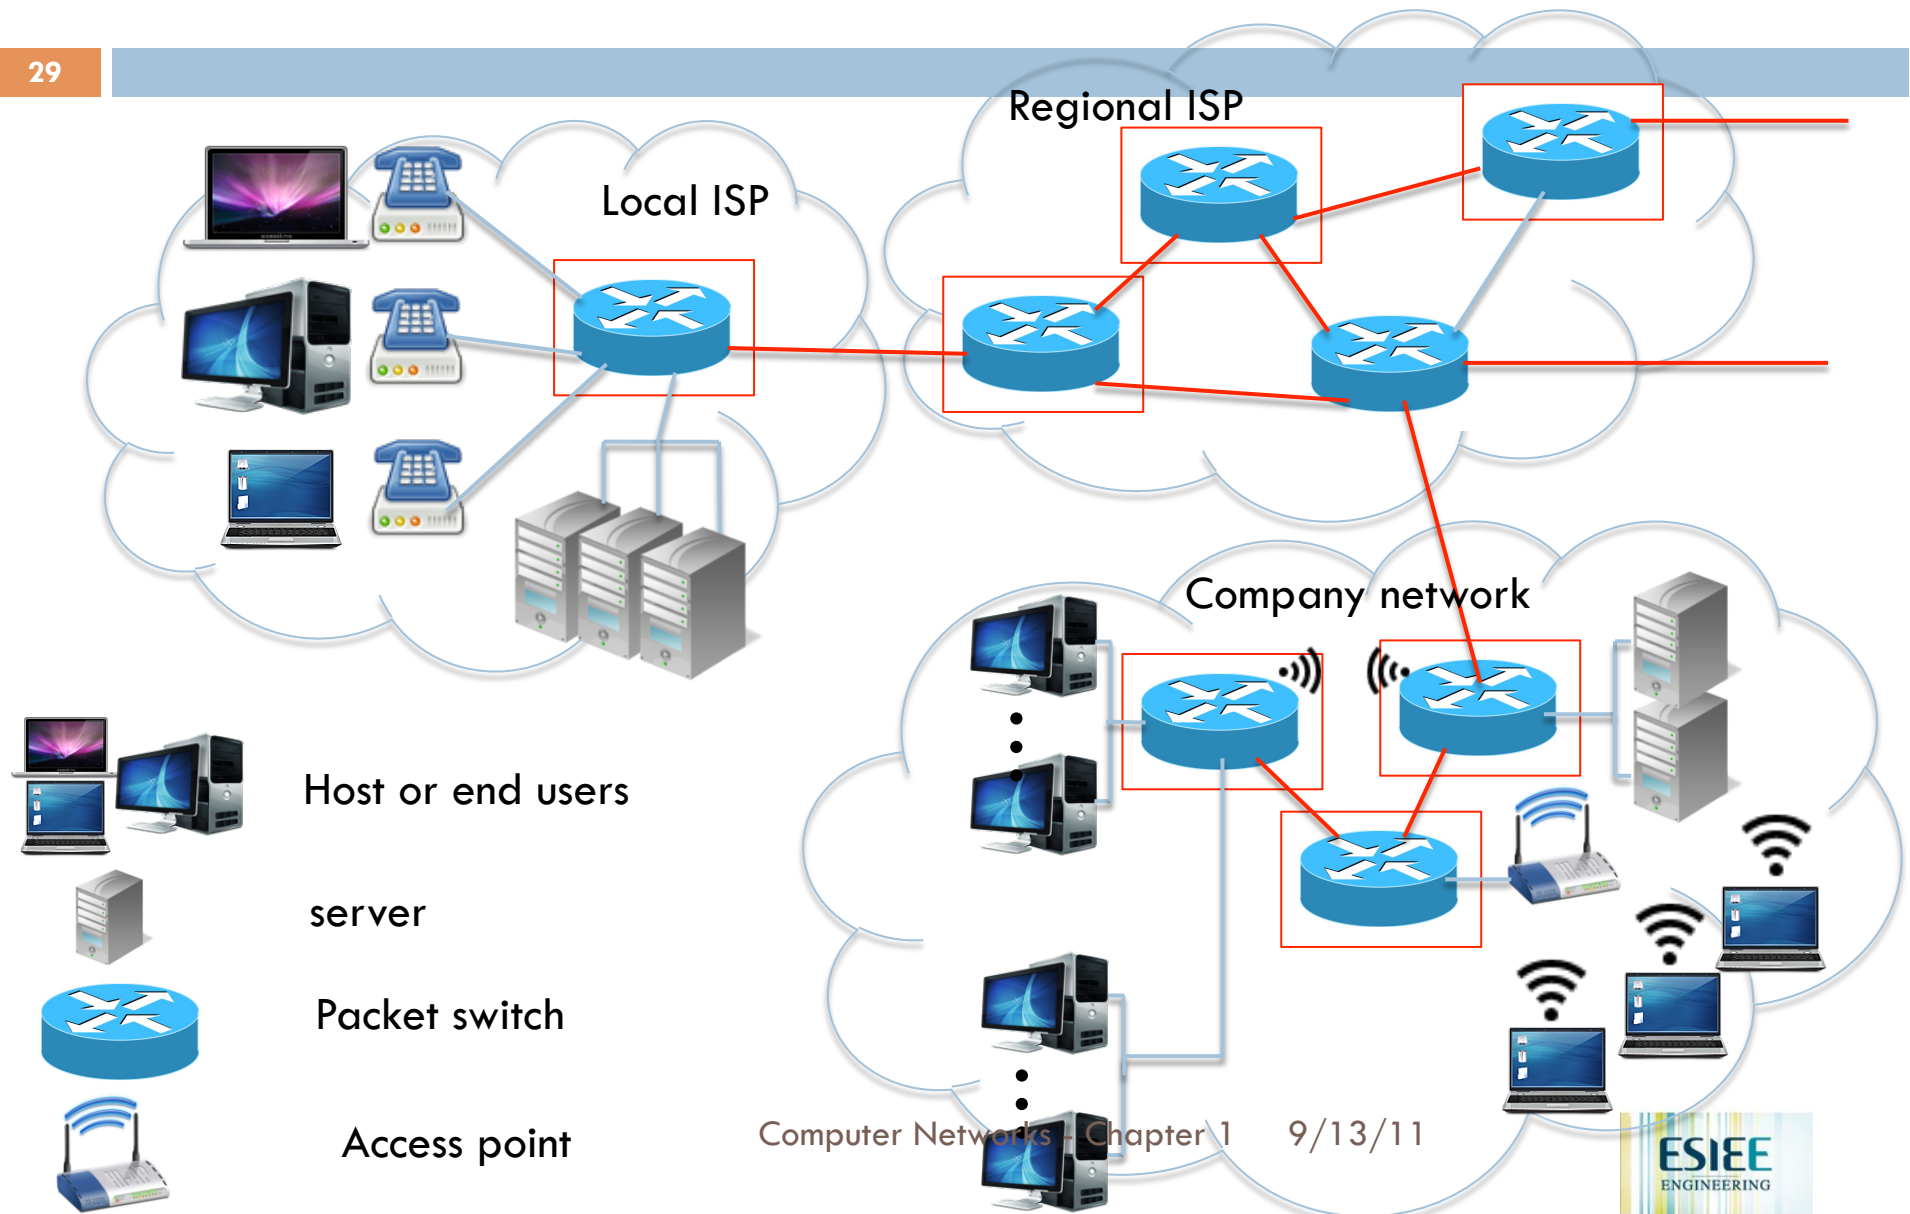 29
Regional ISP
Local ISP
Company network
Host or end users
server
Packet switch
Access point
Computer Networks - Chapter 1 9/13/11
ESIEE
ENGINEERING